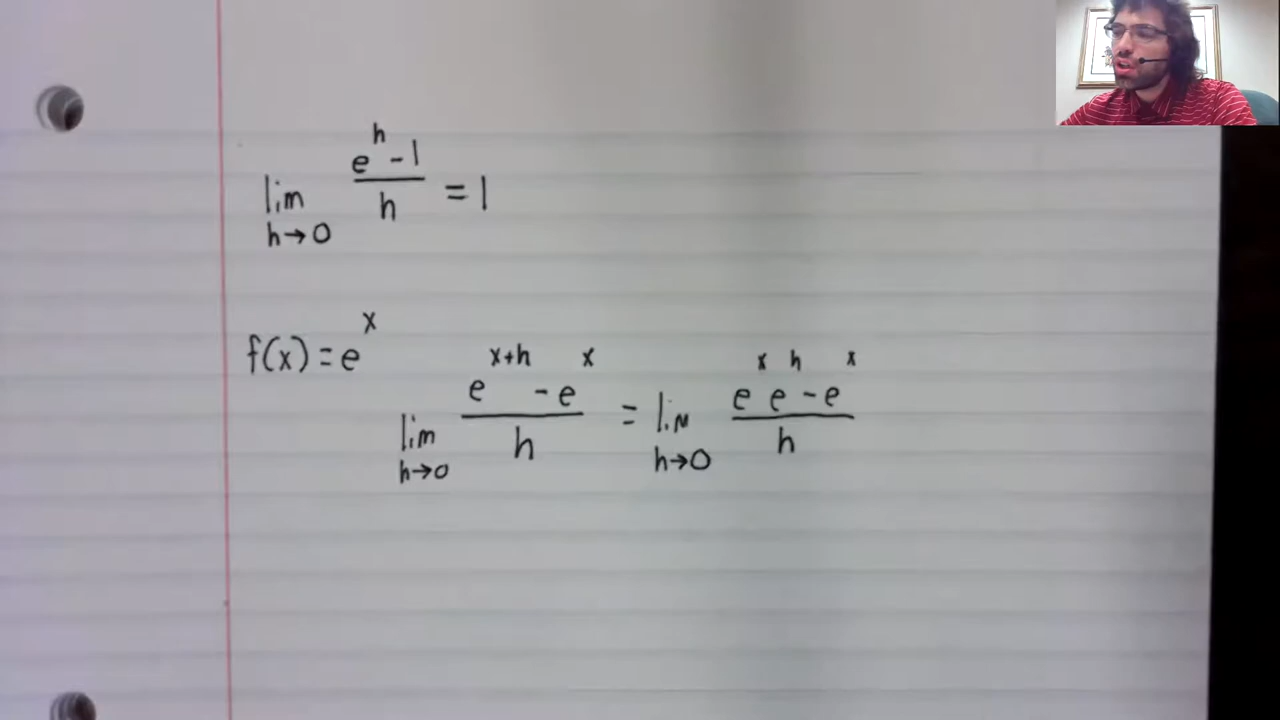 lim h→0 (e^h - 1)/h = 1
f(x) = e^x
lim h→0 (e^(x+h) - e^x)/h = lim h→0 (e^x e^h - e^x)/h